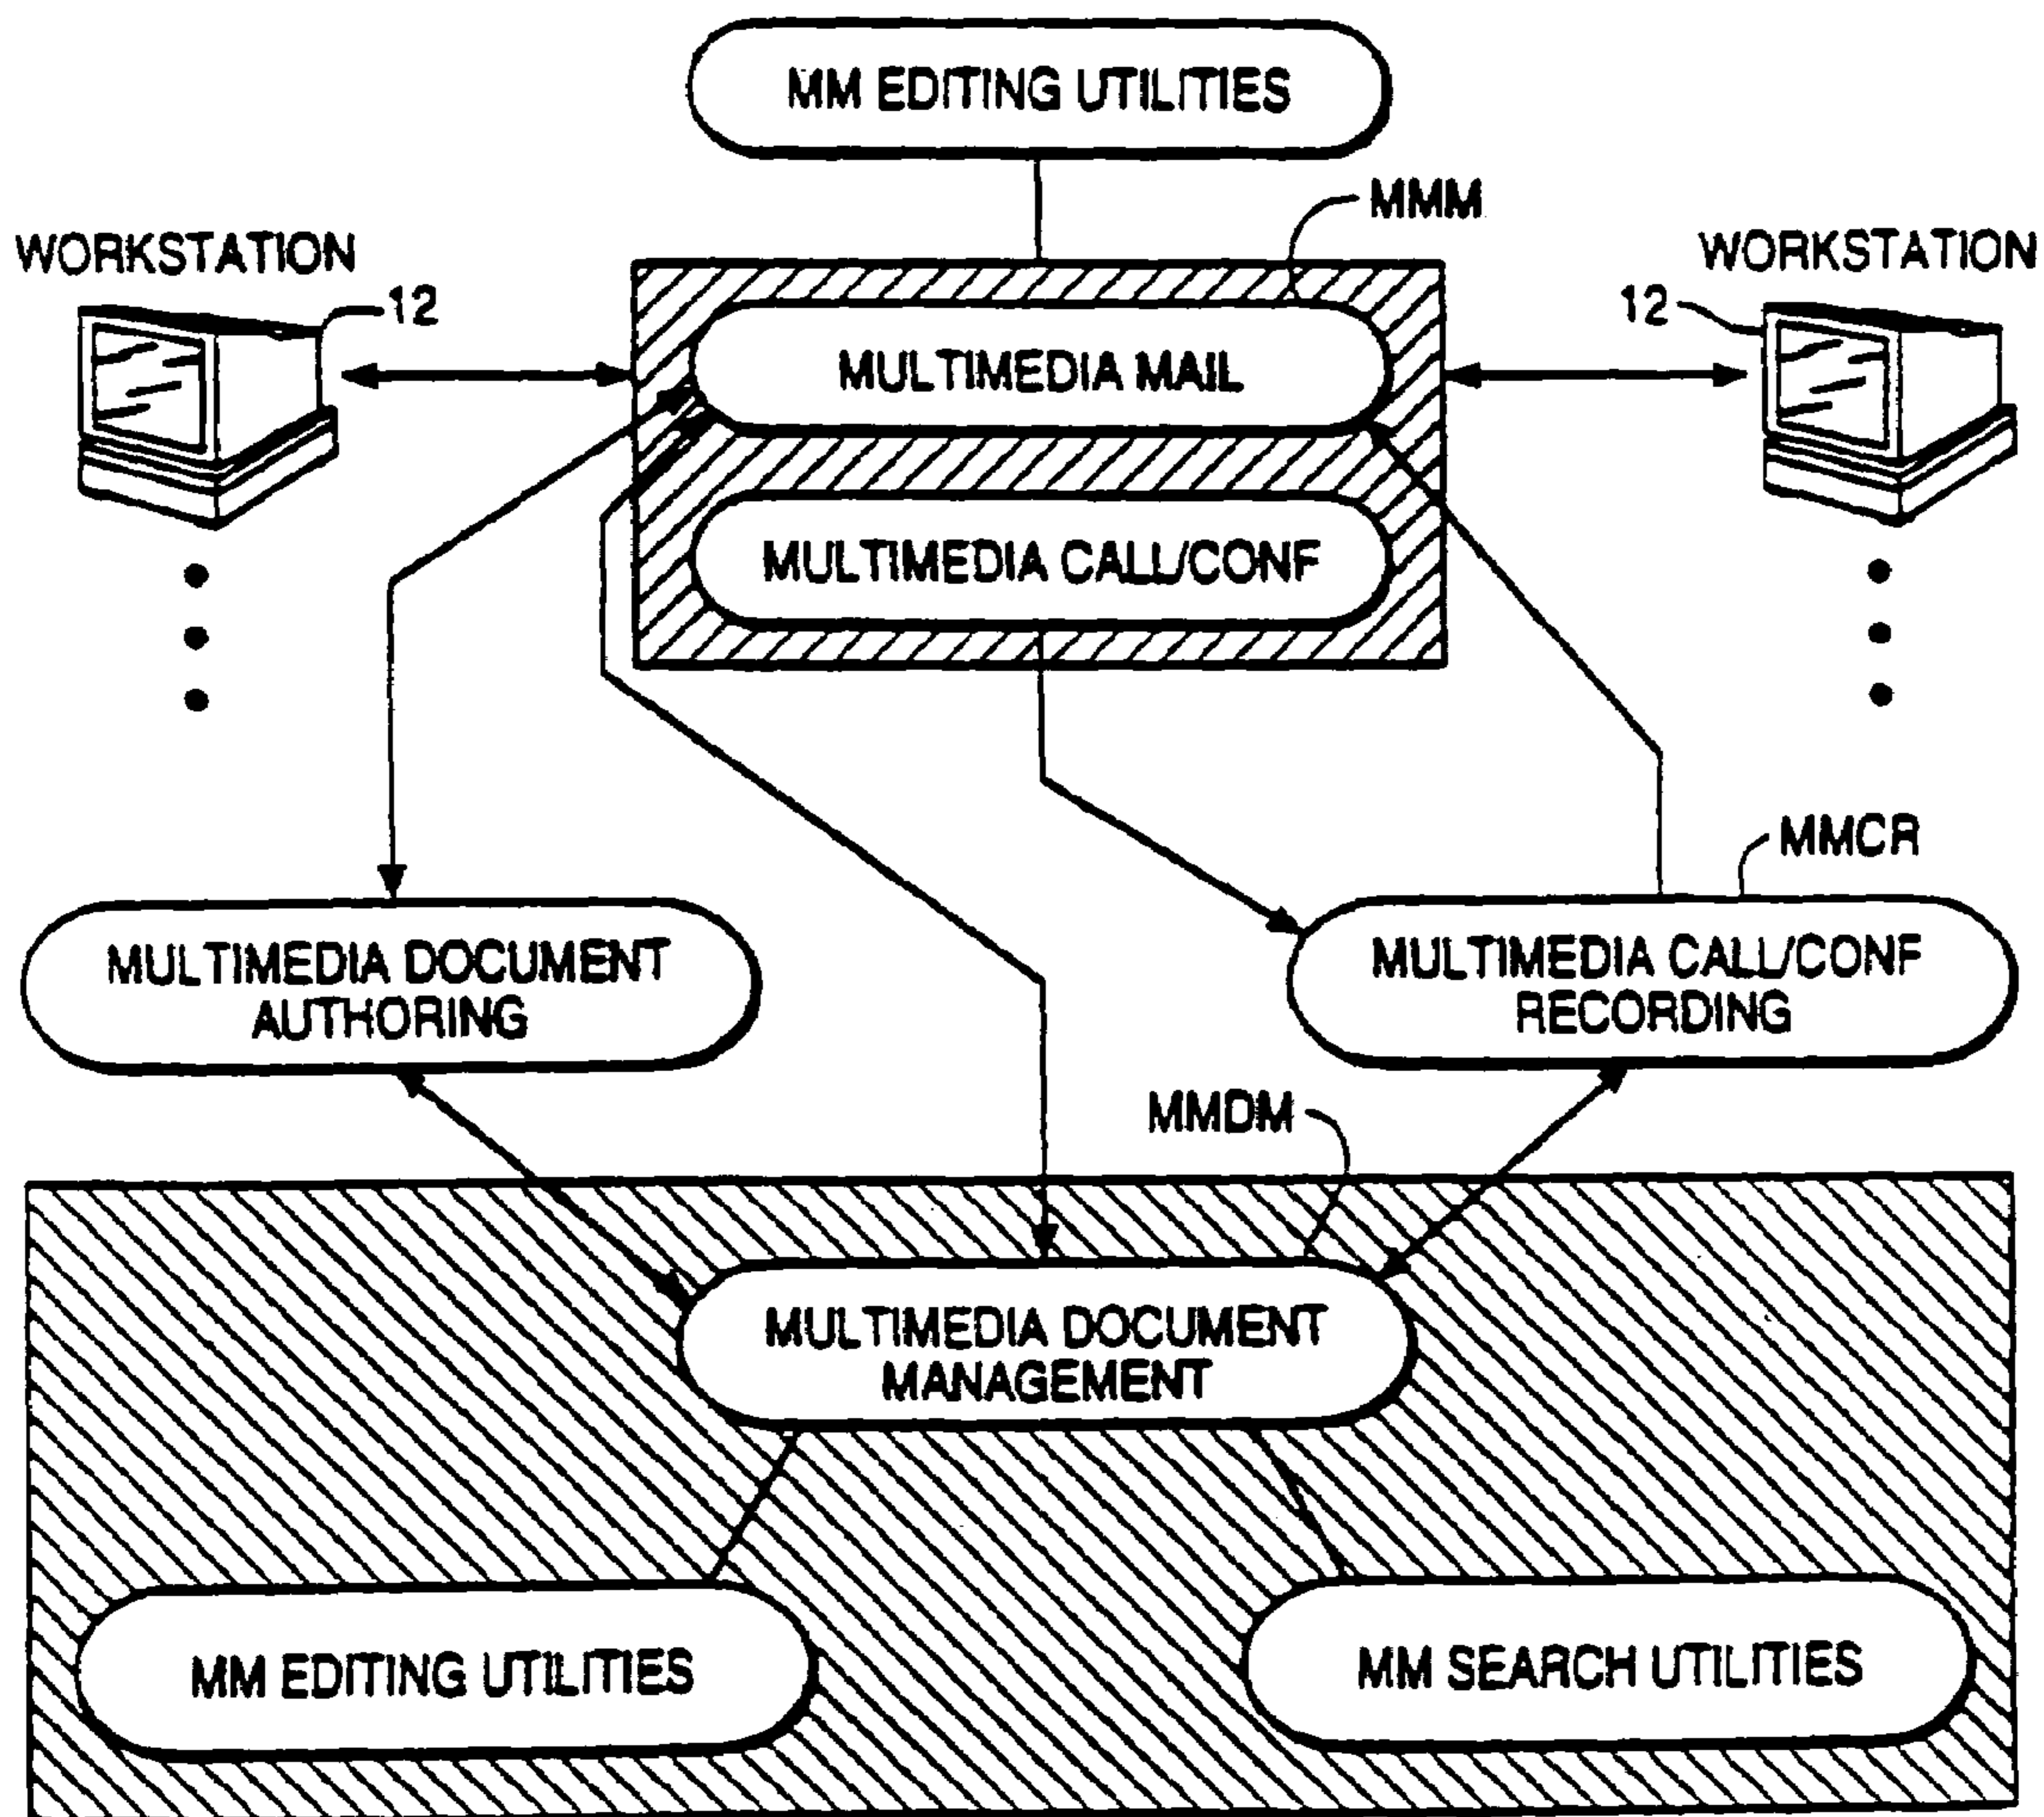 MM EDITING UTILITIES
MMM
WORKSTATION
WORKSTATION
12
12
MULTIMEDIA MAIL
MULTIMEDIA CALL/CONF
MMCR
MULTIMEDIA DOCUMENT
AUTHORING
MULTIMEDIA CALL/CONF
RECORDING
MMDM
MULTIMEDIA DOCUMENT
MANAGEMENT
MM EDITING UTILITIES
MM SEARCH UTILITIES